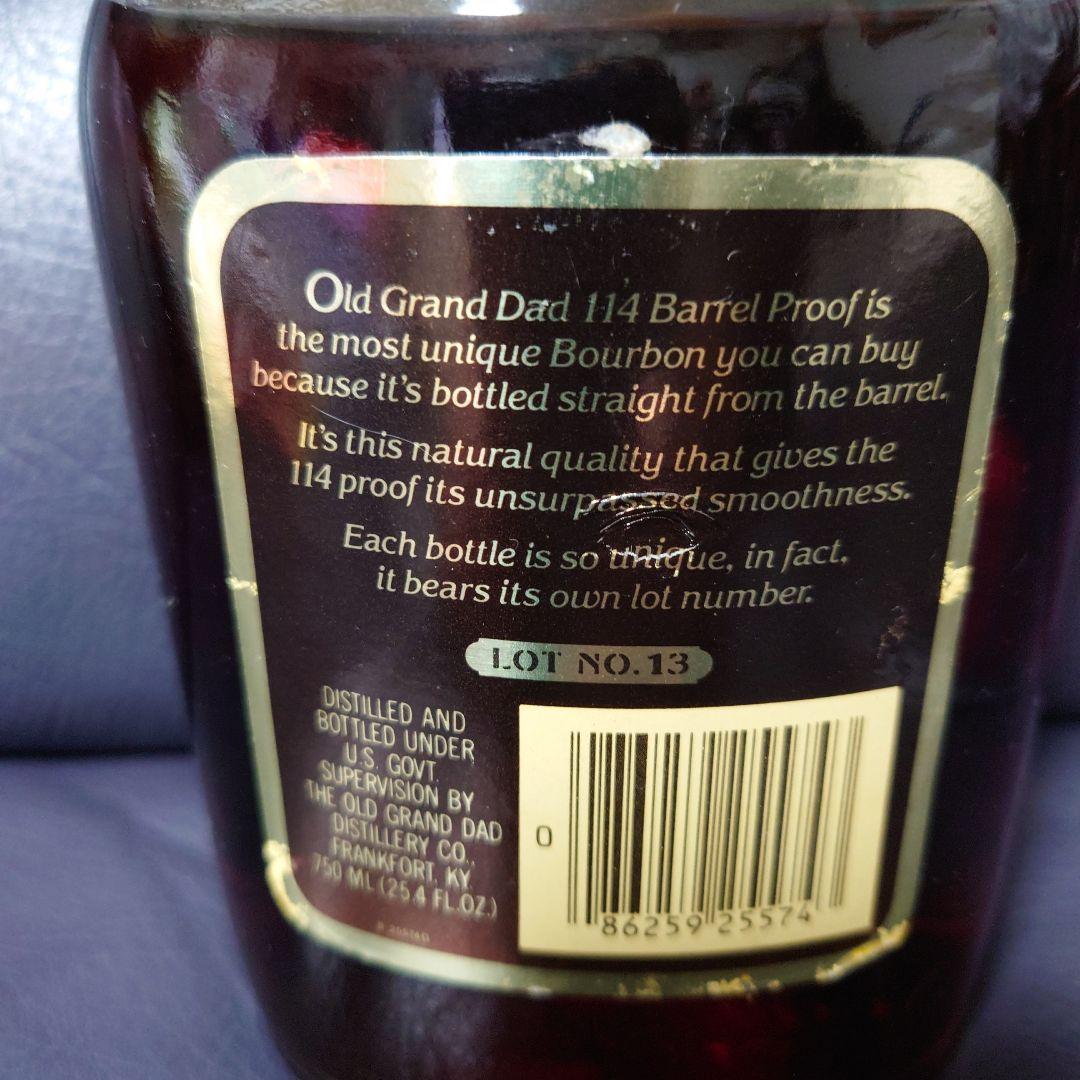 Old Grand Dad 114 Barrel Proof is
the most unique Bourbon you can buy
because it's bottled straight from the barrel.
It's this natural quality that gives the
114 proof its unsurpassed smoothness.
Each bottle is so unique, in fact,
it bears its own lot number.
LOT NO. 13
DISTILLED AND
BOTTLED UNDER
U.S. GOVT.
SUPERVISION BY
THE OLD GRAND DAD
DISTILLERY CO.,
FRANKFORT, KY.
750 ML (25.4 FL.OZ.)
0 86259 25574